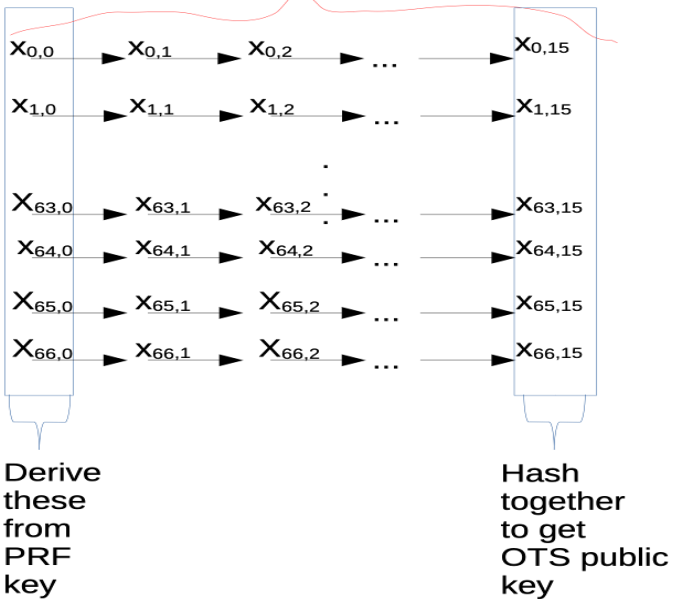 x0,0 x0,1 x0,2 ... x0,15
x1,0 x1,1 x1,2 ... x1,15
.
.
.
x63,0 x63,1 x63,2 ... x63,15
x64,0 x64,1 x64,2 ... x64,15
x65,0 x65,1 x65,2 ... x65,15
x66,0 x66,1 x66,2 ... x66,15
Derive
these
from
PRF
key
Hash
together
to get
OTS public
key